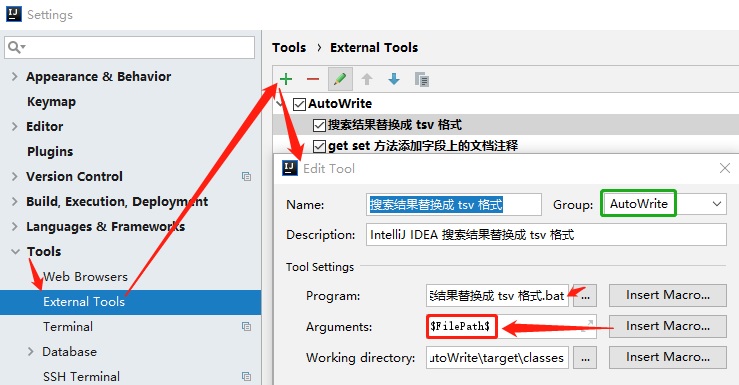 Settings
Appearance & Behavior
Keymap
Editor
Plugins
Version Control
Build, Execution, Deployment
Languages & Frameworks
Tools
Web Browsers
External Tools
Terminal
Database
SSH Terminal
Tools › External Tools
AutoWrite
搜索结果替换成 tsv 格式
get set 方法添加字段上的文档注释
Edit Tool
Name: 搜索结果替换成 tsv 格式 Group: AutoWrite
Description: IntelliJ IDEA 搜索结果替换成 tsv 格式
Tool Settings
Program: 结果替换成 tsv 格式.bat ... Insert Macro...
Arguments: $FilePath$ Insert Macro...
Working directory: utoWrite\target\classes ... Insert Macro...